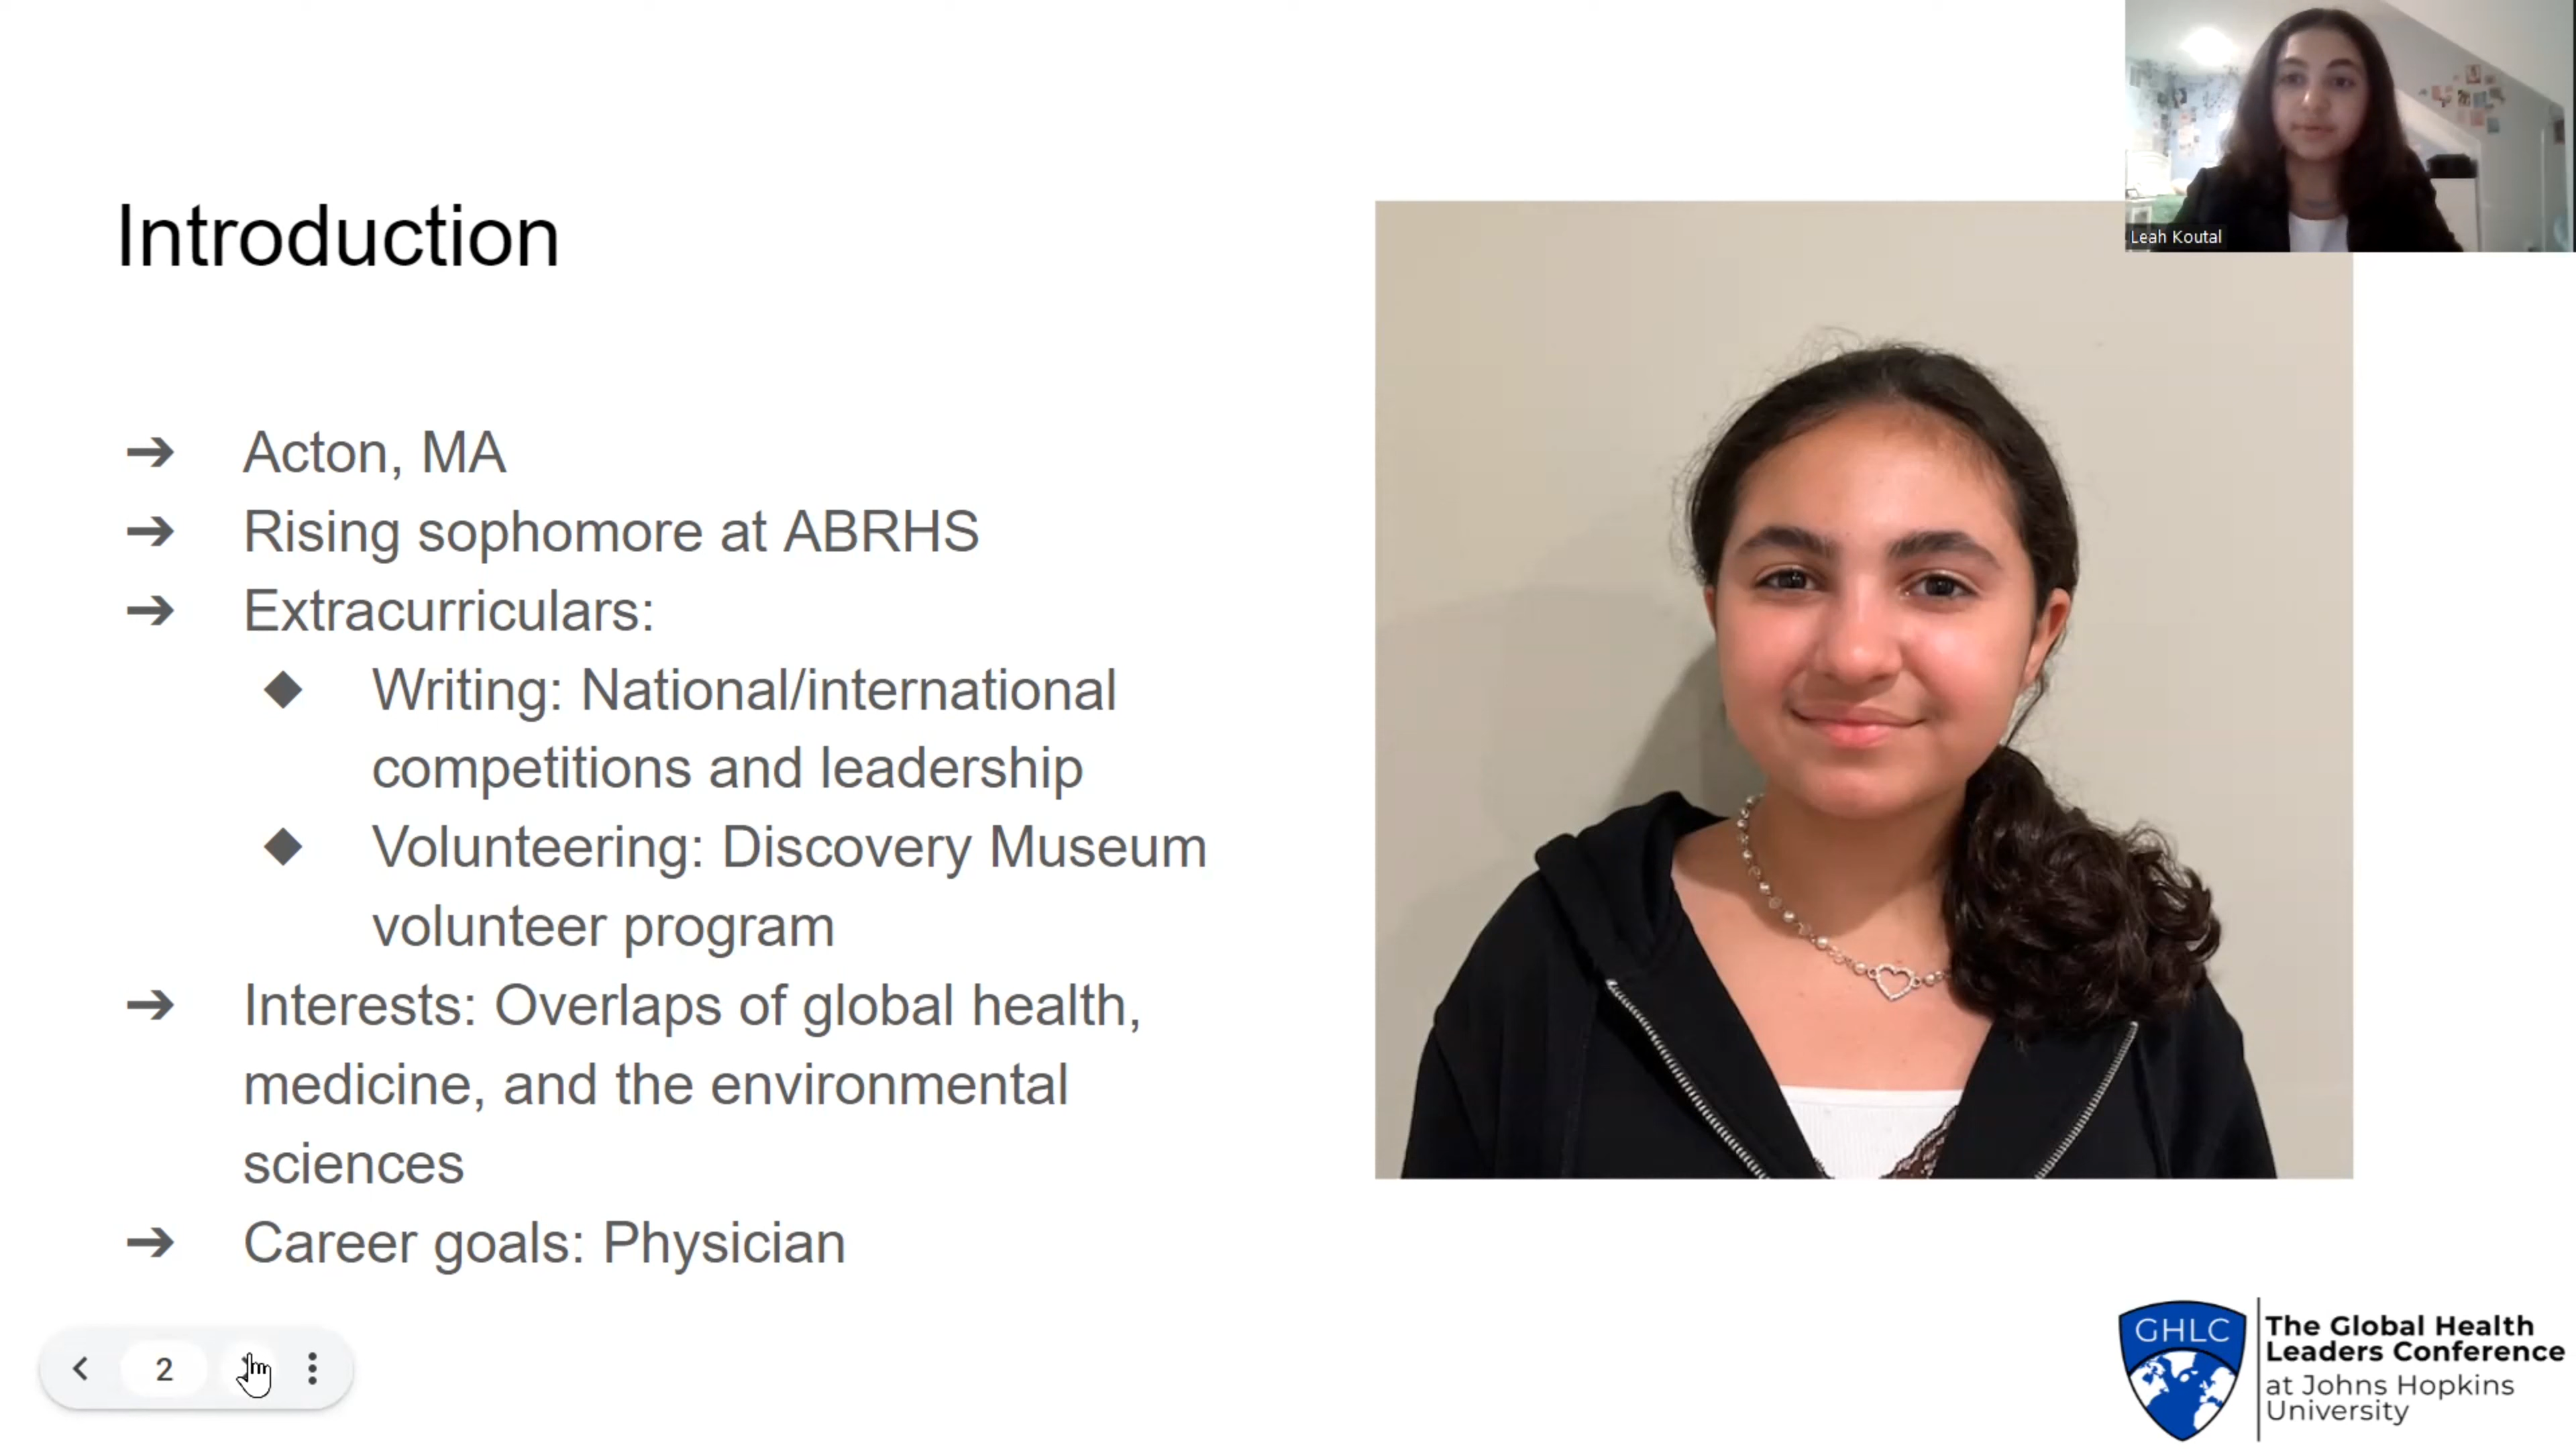 Leah Koutal
Introduction
➔ Acton, MA
➔ Rising sophomore at ABRHS
➔ Extracurriculars:
◆ Writing: National/international
competitions and leadership
◆ Volunteering: Discovery Museum
volunteer program
➔ Interests: Overlaps of global health,
medicine, and the environmental
sciences
➔ Career goals: Physician
2
GHLC
The Global Health
Leaders Conference
at Johns Hopkins
University